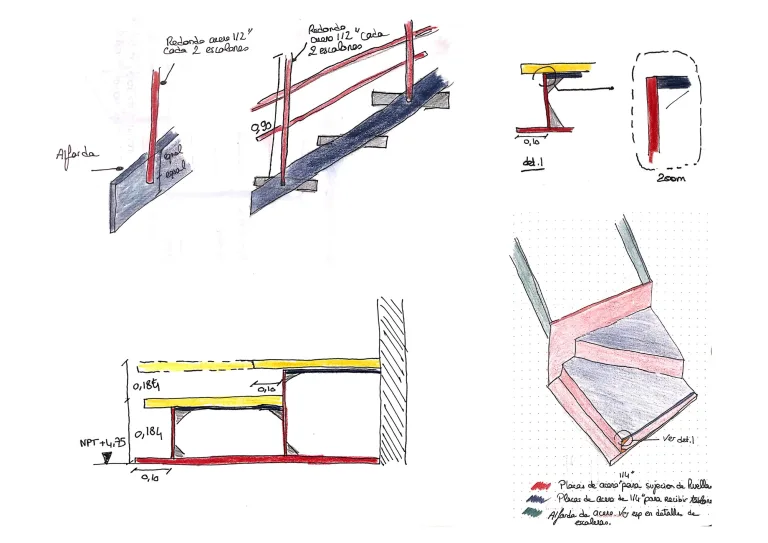 Redondo acero 1/2"
cada 2 escalones
Alfarda
igual
igual
Redondo
acero 1/2" cada
2 escalones
0,90
0,10
det.1
zoom
0,184
0,184
0,10
NPT+4,75
0,10
Ver det.1
1/4"
Placas de acero para sujecion de huella
Placas de acero de 1/4" para recibir
Alfarda de acero ver esp en detalle de
escaleras.